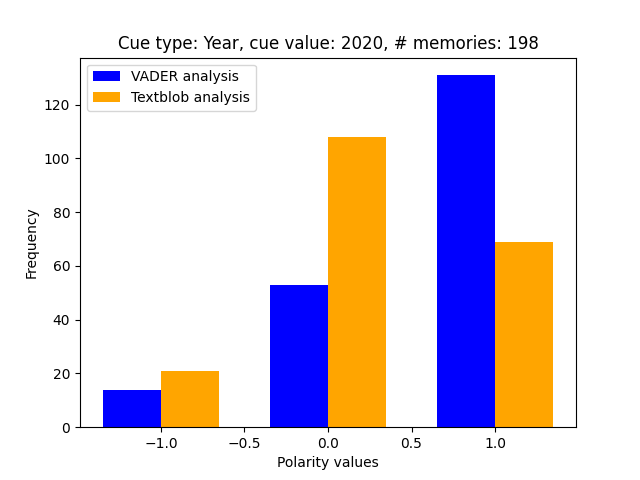 Cue type: Year, cue value: 2020, # memories: 198
VADER analysis
Textblob analysis
Frequency
120
100
80
60
40
20
0
−1.0
−0.5
0.0
0.5
1.0
Polarity values